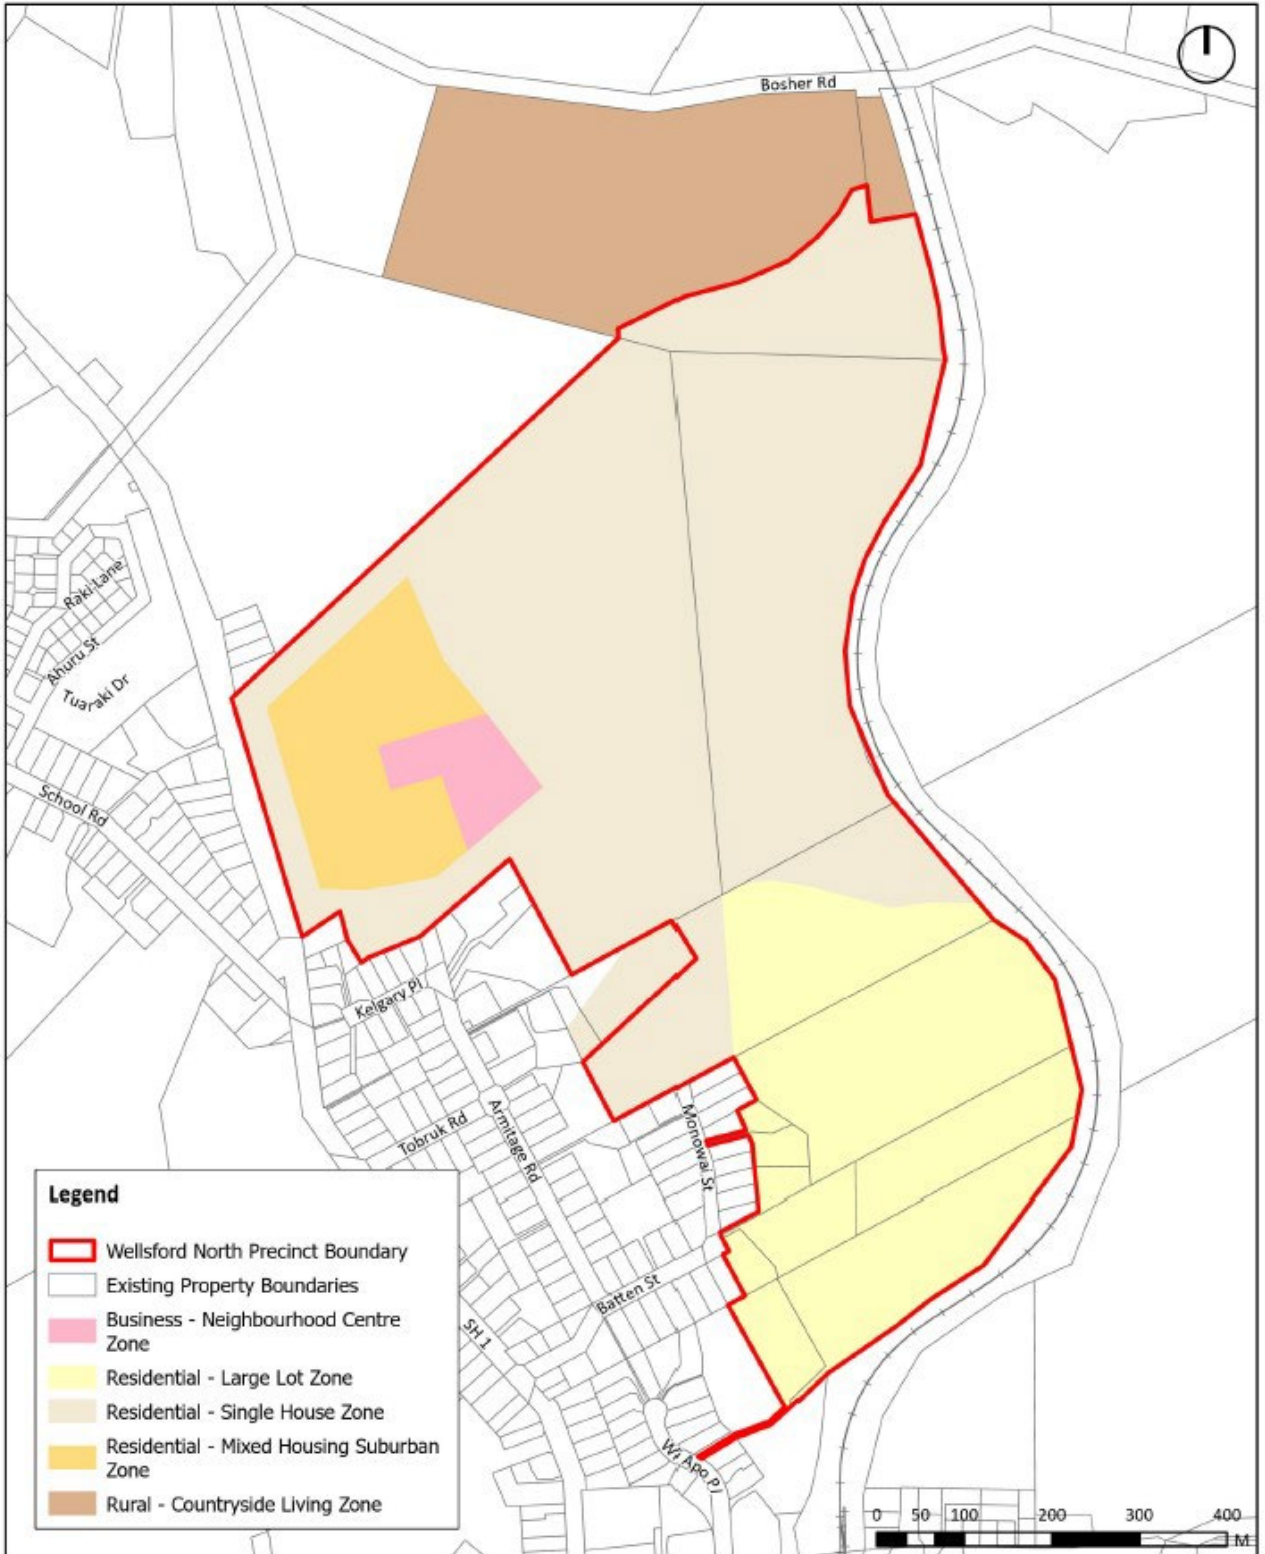 Bosher Rd
Raki Lane
Ahuru St
Tuaraki Dr
School Rd
Kelgary Pl
Tobruk Rd
Armitage Rd
Monowai St
Batten St
SH 1
Wi Apo Pl
Legend
Wellsford North Precinct Boundary
Existing Property Boundaries
Business - Neighbourhood Centre
Zone
Residential - Large Lot Zone
Residential - Single House Zone
Residential - Mixed Housing Suburban
Zone
Rural - Countryside Living Zone
0 50 100 200 300 400
M